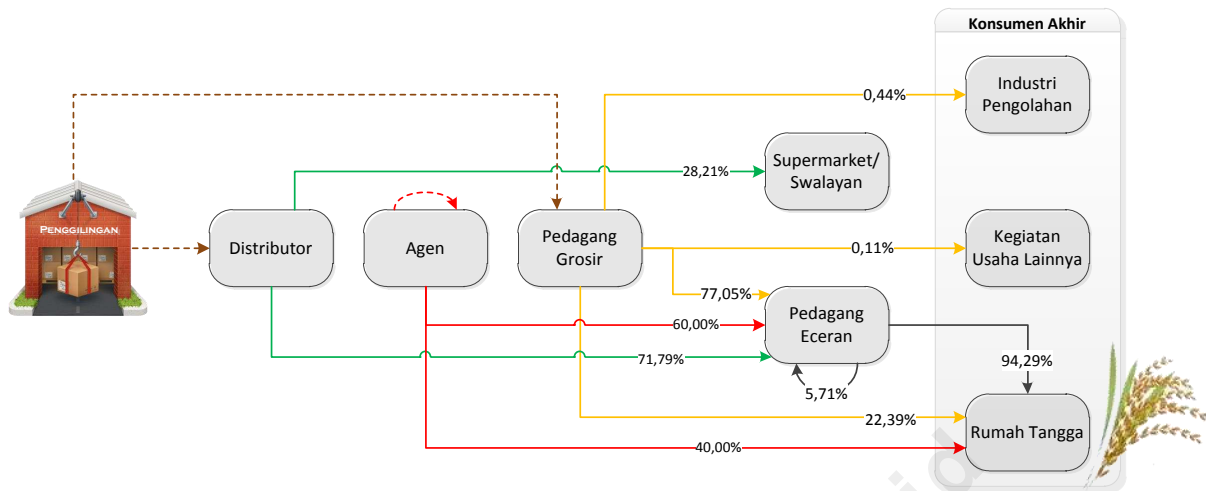 Konsumen Akhir
Industri
Pengolahan
0,44%
Supermarket/
Swalayan
28,21%
PENGGILINGAN
Distributor
Agen
Pedagang
Grosir
0,11%
Kegiatan
Usaha Lainnya
77,05%
60,00%
Pedagang
Eceran
71,79%
94,29%
5,71%
22,39%
Rumah Tangga
40,00%